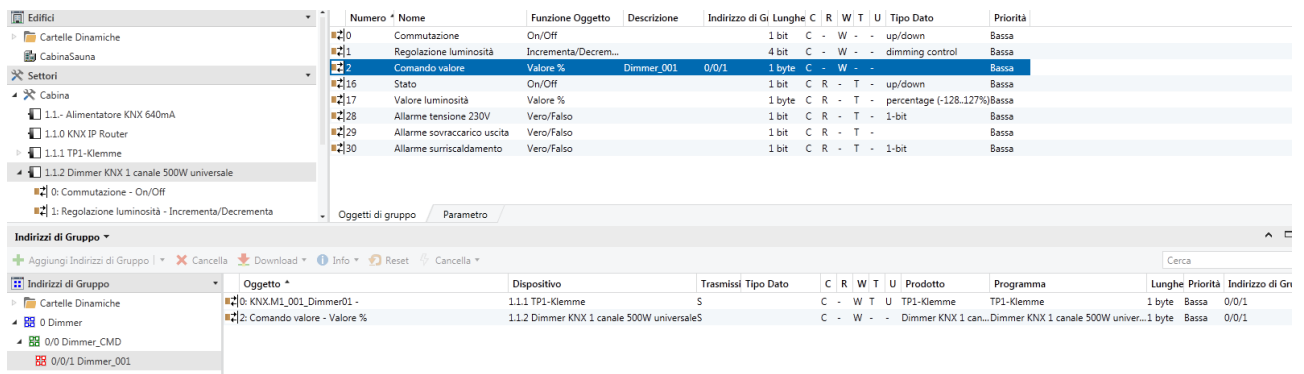 Edifici
Cartelle Dinamiche
CabinaSauna
Settori
Cabina
1.1.- Alimentatore KNX 640mA
1.1.0 KNX IP Router
1.1.1 TP1-Klemme
1.1.2 Dimmer KNX 1 canale 500W universale
0: Commutazione - On/Off
1: Regolazione luminosità - Incrementa/Decrementa
Numero Nome Funzione Oggetto Descrizione Indirizzo di Gi Lunghe C R W T U Tipo Dato Priorità
0 Commutazione On/Off 1 bit C - W - - up/down Bassa
1 Regolazione luminosità Incrementa/Decrem... 4 bit C - W - - dimming control Bassa
2 Comando valore Valore % Dimmer_001 0/0/1 1 byte C - W - - Bassa
16 Stato On/Off 1 bit C R - T - up/down Bassa
17 Valore luminosità Valore % 1 byte C R - T - percentage (-128..127%) Bassa
28 Allarme tensione 230V Vero/Falso 1 bit C R - T - 1-bit Bassa
29 Allarme sovraccarico uscita Vero/Falso 1 bit C R - T - Bassa
30 Allarme surriscaldamento Vero/Falso 1 bit C R - T - 1-bit Bassa
Oggetti di gruppo Parametro
Indirizzi di Gruppo
Aggiungi Indirizzi di Gruppo Cancella Download Info Reset Cancella Cerca
Indirizzi di Gruppo
Cartelle Dinamiche
0 Dimmer
0/0 Dimmer_CMD
0/0/1 Dimmer_001
Oggetto Dispositivo Trasmissi Tipo Dato C R W T U Prodotto Programma Lunghe Priorità Indirizzo di Gru
0: KNX.M1_001_Dimmer01 - 1.1.1 TP1-Klemme S C - W T U TP1-Klemme TP1-Klemme 1 byte Bassa 0/0/1
2: Comando valore - Valore % 1.1.2 Dimmer KNX 1 canale 500W universale S C - W - - Dimmer KNX 1 can... Dimmer KNX 1 canale 500W univer... 1 byte Bassa 0/0/1